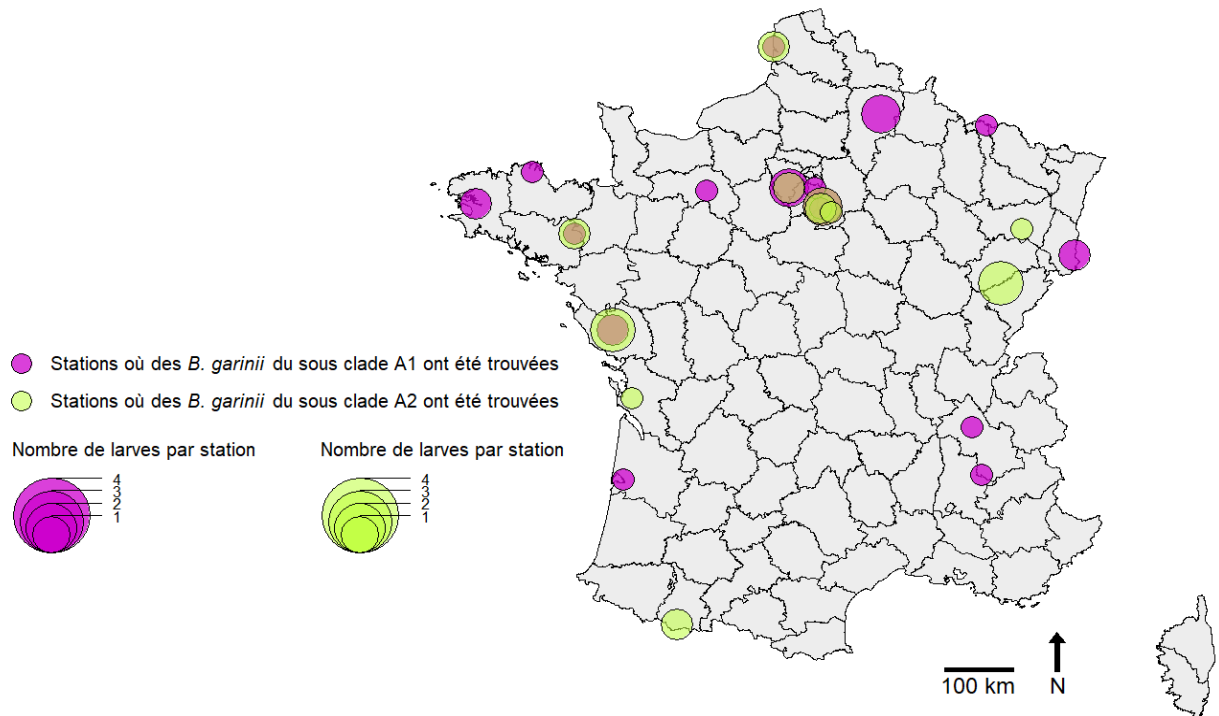 Stations où des B. garinii du sous clade A1 ont été trouvées
Stations où des B. garinii du sous clade A2 ont été trouvées
Nombre de larves par station
4
3
2
1
Nombre de larves par station
4
3
2
1
100 km
N